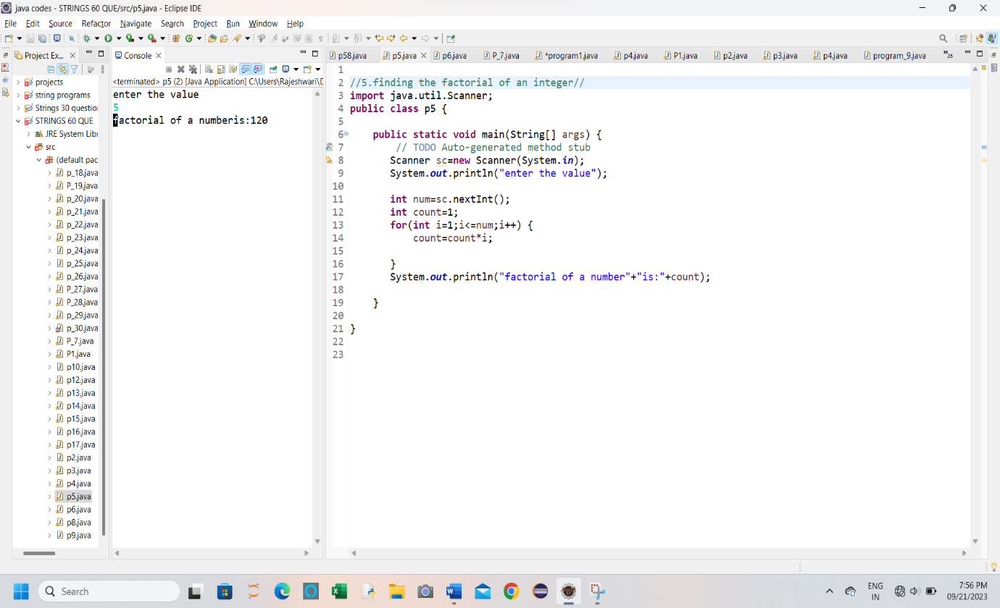 java codes - STRINGS 60 QUE/src/p5.java - Eclipse IDE
File Edit Source Refactor Navigate Search Project Run Window Help
Project Ex...
Console
p58.java p5.java p6.java P_7.java *program1.java p4.java P1.java p2.java p3.java p4.java program_9.java »26
projects
string programs
Strings 30 questio
STRINGS 60 QUE
JRE System Libr
src
(default pac
p_18.java
P_19.java
p_20.java
p_21.java
p_22.java
p_23.java
p_24.java
p_25.java
p_26.java
P_27.java
P_28.java
p_29.java
p_30.java
P_7.java
P1.java
p10.java
p12.java
p13.java
p14.java
p15.java
p16.java
p17.java
p2.java
p3.java
p4.java
p5.java
p6.java
p8.java
p9.java
<terminated> p5 (2) [Java Application] C:\Users\Rajeshwari\D
enter the value
5
factorial of a numberis:120
1
2 //5.finding the factorial of an integer//
3 import java.util.Scanner;
4 public class p5 {
5
6 public static void main(String[] args) {
7 // TODO Auto-generated method stub
8 Scanner sc=new Scanner(System.in);
9 System.out.println("enter the value");
10
11 int num=sc.nextInt();
12 int count=1;
13 for(int i=1;i<=num;i++) {
14 count=count*i;
15
16 }
17 System.out.println("factorial of a number"+"is:"+count);
18
19 }
20
21 }
22
23
Search
ENG
IN
7:56 PM
09/21/2023